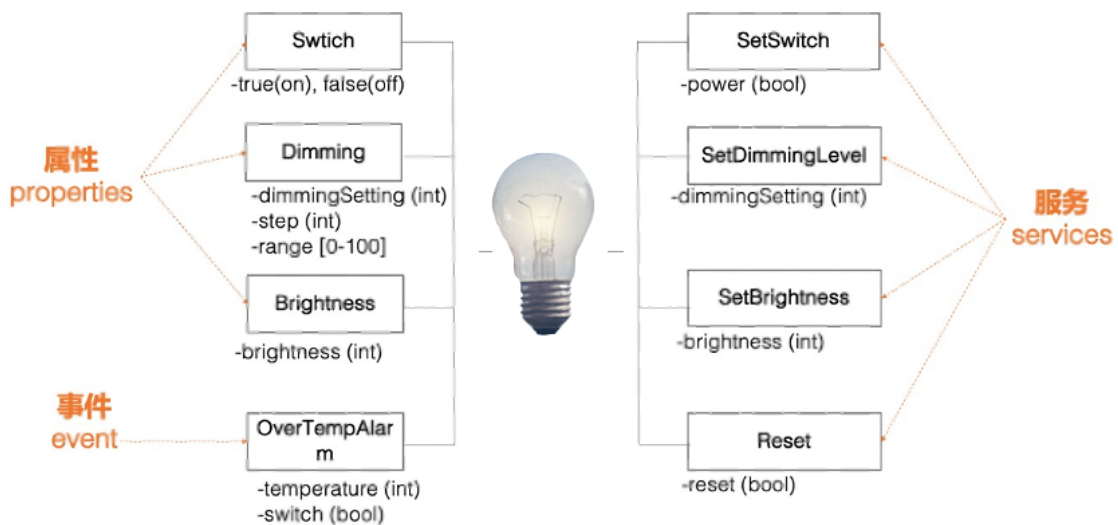 Swtich
-true(on), false(off)
属性
properties
Dimming
-dimmingSetting (int)
-step (int)
-range [0-100]
Brightness
-brightness (int)
事件
event
OverTempAlar
m
-temperature (int)
-switch (bool)
SetSwitch
-power (bool)
SetDimmingLevel
-dimmingSetting (int)
服务
services
SetBrightness
-brightness (int)
Reset
-reset (bool)